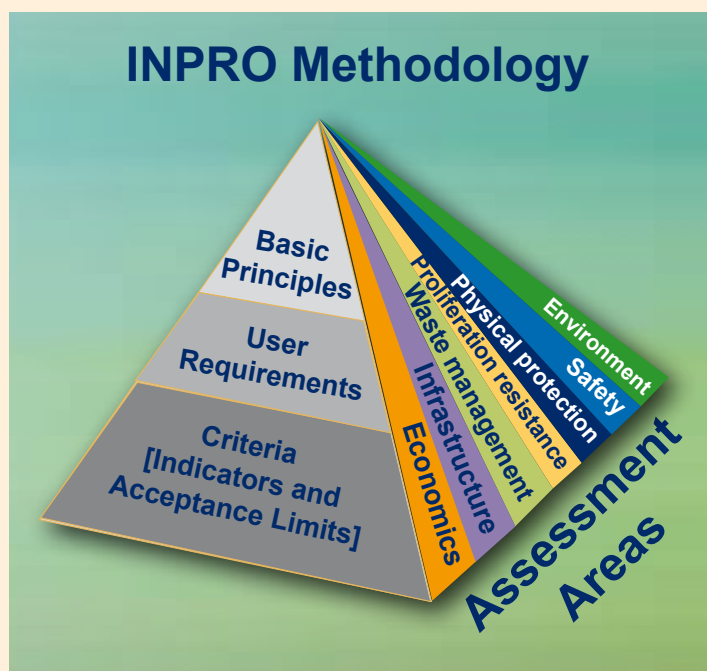 INPRO Methodology
Basic
Principles
User
Requirements
Criteria
[Indicators and
Acceptance Limits]
Economics
Infrastructure
Waste management
Proliferation resistance
Physical protection
Safety
Environment
Assessment
Areas